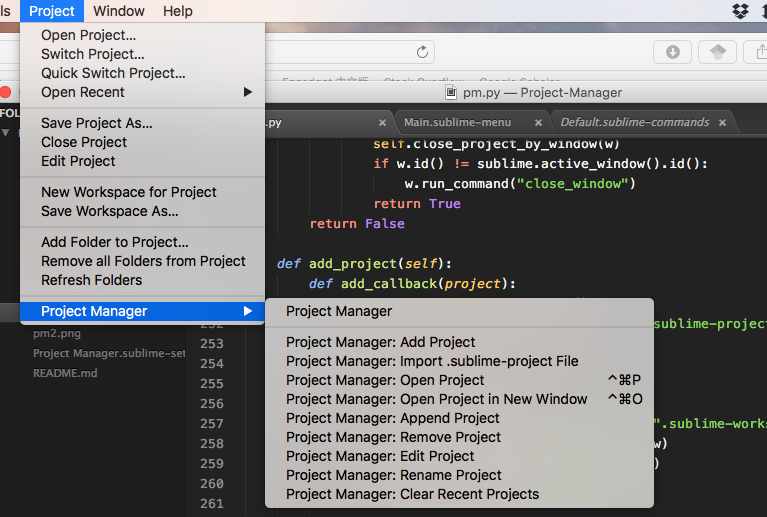 Project Window Help
Open Project...
Switch Project...
Quick Switch Project...
Open Recent
Save Project As...
Close Project
Edit Project
New Workspace for Project
Save Workspace As...
Add Folder to Project...
Remove all Folders from Project
Refresh Folders
Project Manager
Project Manager
Project Manager: Add Project
Project Manager: Import .sublime-project File
Project Manager: Open Project ^⌘P
Project Manager: Open Project in New Window ^⌘O
Project Manager: Append Project
Project Manager: Remove Project
Project Manager: Edit Project
Project Manager: Rename Project
Project Manager: Clear Recent Projects
pm.py — Project-Manager
.py × Main.sublime-menu × Default.sublime-commands ×
self.close_project_by_window(w)
if w.id() != sublime.active_window().id():
w.run_command("close_window")
return True
return False
def add_project(self):
def add_callback(project):
sublime-project
".sublime-works
w)
)
FOL
pm2.png
Project Manager.sublime-set
README.md
252
253
254
255
256
257
258
259
260
261